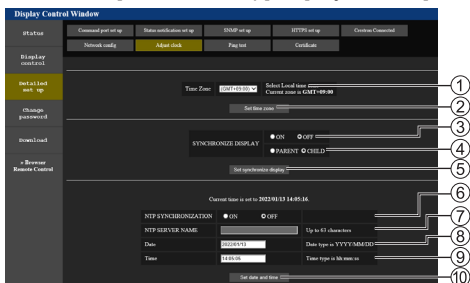 Display Control Window
Status
Command port set up
Status notification set up
SNMP set up
HTTPS set up
Crestron Connected
Network config
Adjust clock
Ping test
Certificate
Display
control
Detailed
set up
Change
password
Download
» Browser
Remote Control
Time Zone
(GMT+09:00)
Select Local time
Current zone is GMT+09:00
①
Set time zone
②
SYNCHRONIZE DISPLAY
ON OFF
③
PARENT CHILD
④
Set synchronize display
⑤
Current time is set to 2022/01/13 14:05:16.
NTP SYNCHRONIZATION ON OFF
⑥
NTP SERVER NAME Up to 63 characters
⑦
Date 2022/01/13 Date type is YYYY/MM/DD
⑧
Time 14:05:05 Time type is hh:mm:ss
⑨
Set date and time
⑩